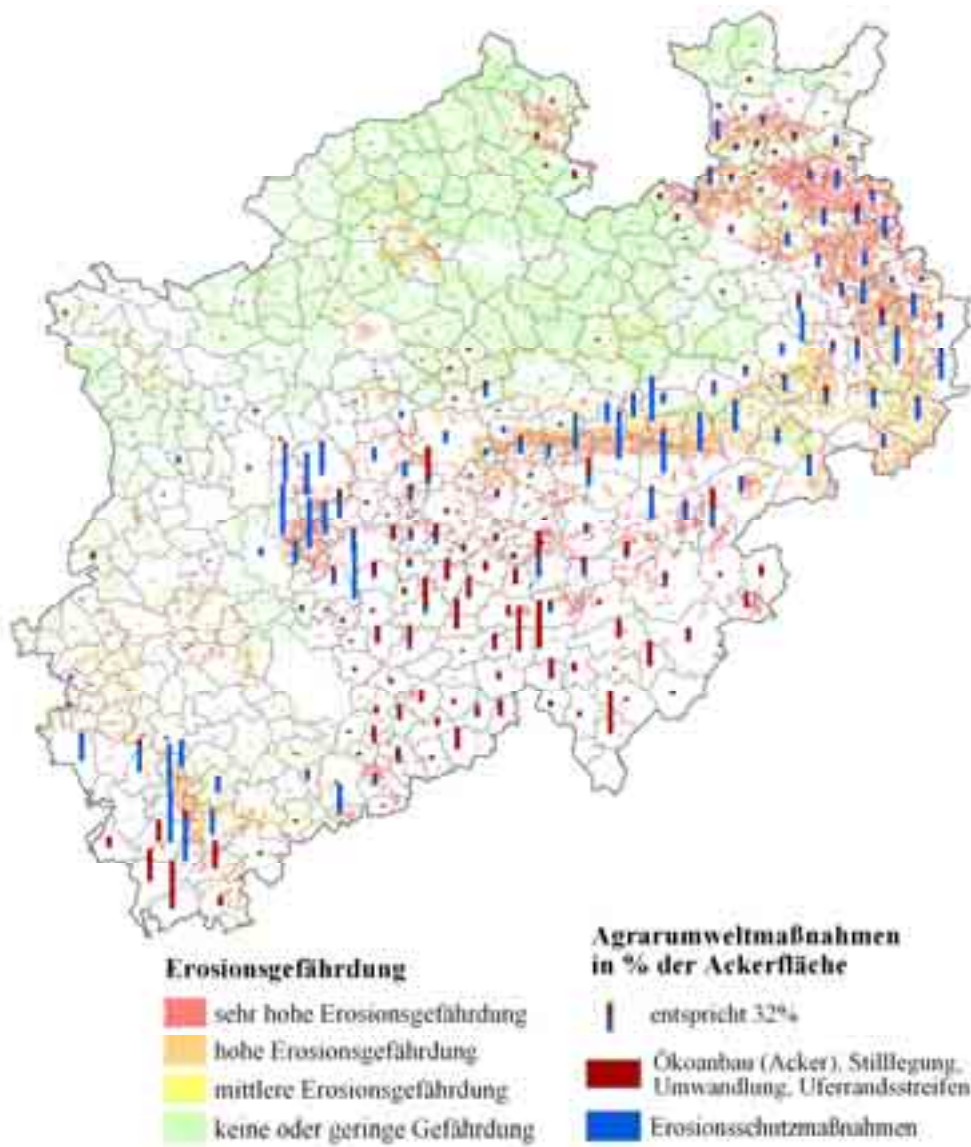 Erosionsgefährdung
sehr hohe Erosionsgefährdung
hohe Erosionsgefährdung
mittlere Erosionsgefährdung
keine oder geringe Gefährdung
Agrarumweltmaßnahmen
in % der Ackerfläche
entspricht 32%
Ökoanbau (Acker), Stilllegung,
Umwandlung, Uferrandsstreifen
Erosionsschutzmaßnahmen